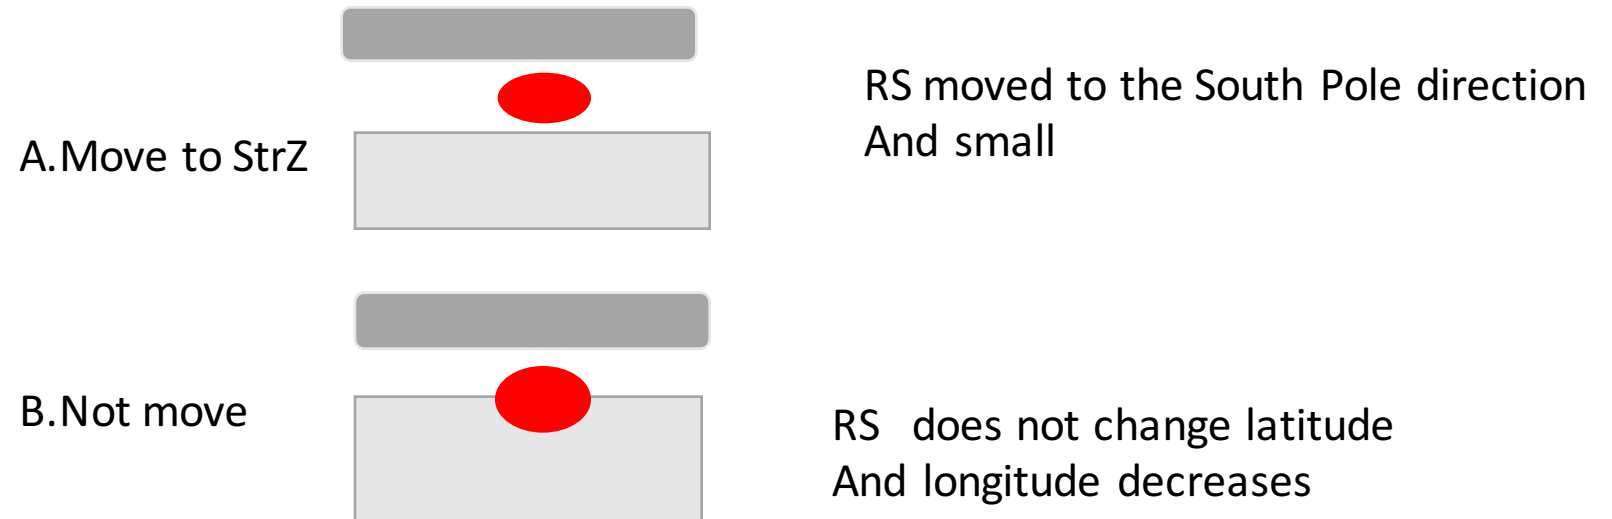 RS moved to the South Pole direction
And small
A.Move to StrZ
B.Not move
RS does not change latitude
And longitude decreases